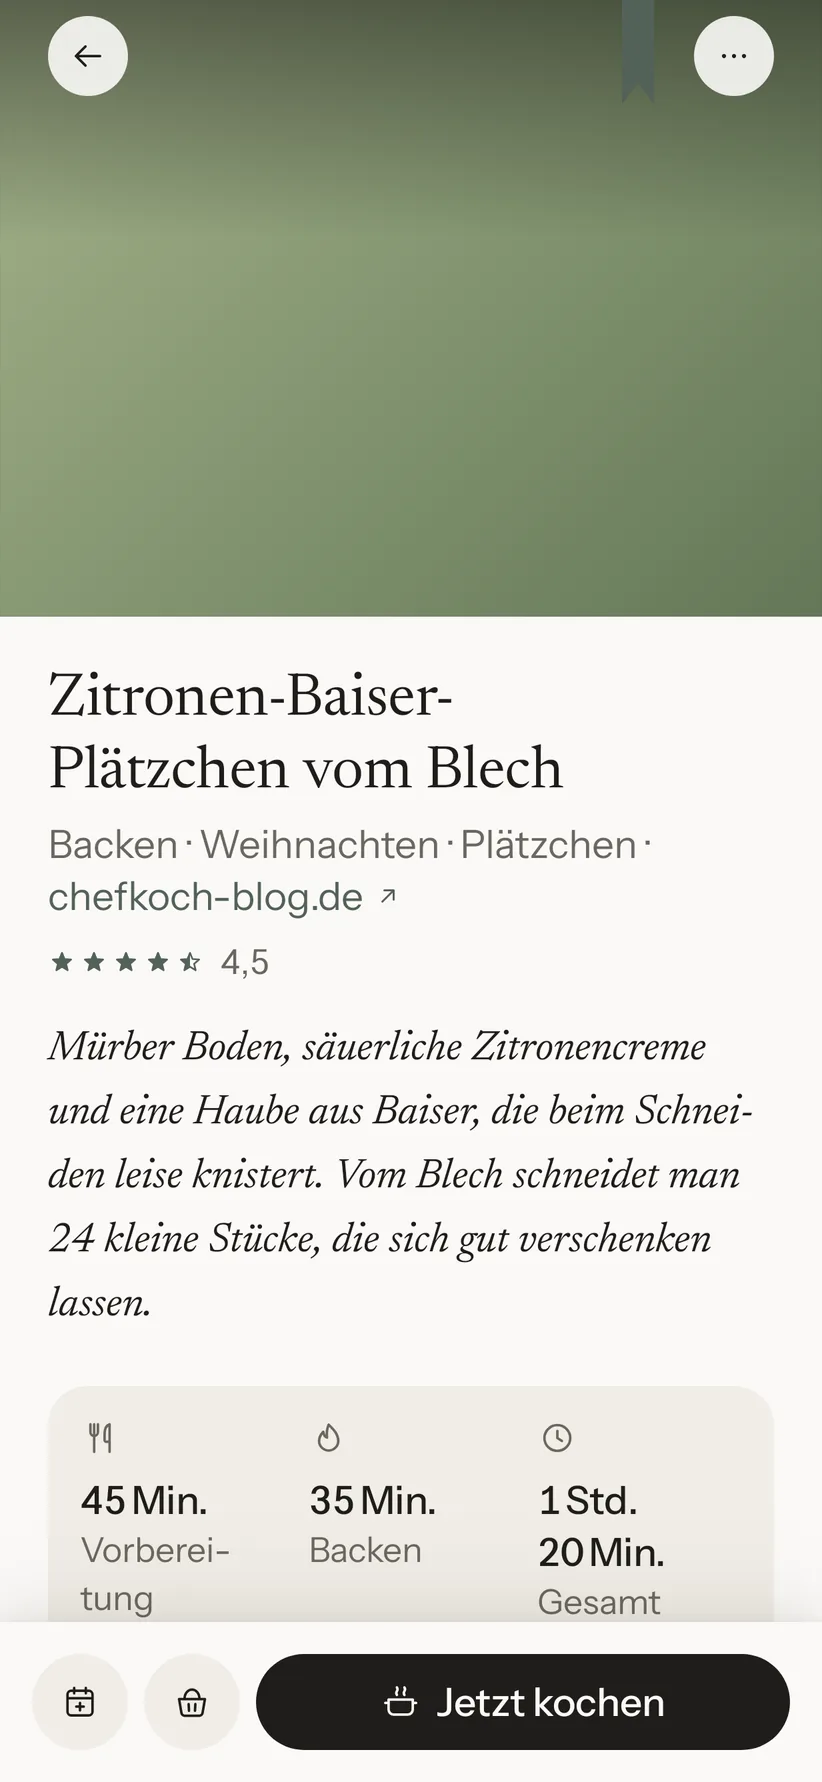 Zitronen-Baiser-
Plätzchen vom Blech
Backen · Weihnachten · Plätzchen ·
chefkoch-blog.de ↗
4,5
Mürber Boden, säuerliche Zitronencreme
und eine Haube aus Baiser, die beim Schnei-
den leise knistert. Vom Blech schneidet man
24 kleine Stücke, die sich gut verschenken
lassen.
45 Min.
Vorberei-
tung
35 Min.
Backen
1 Std.
20 Min.
Gesamt
Jetzt kochen